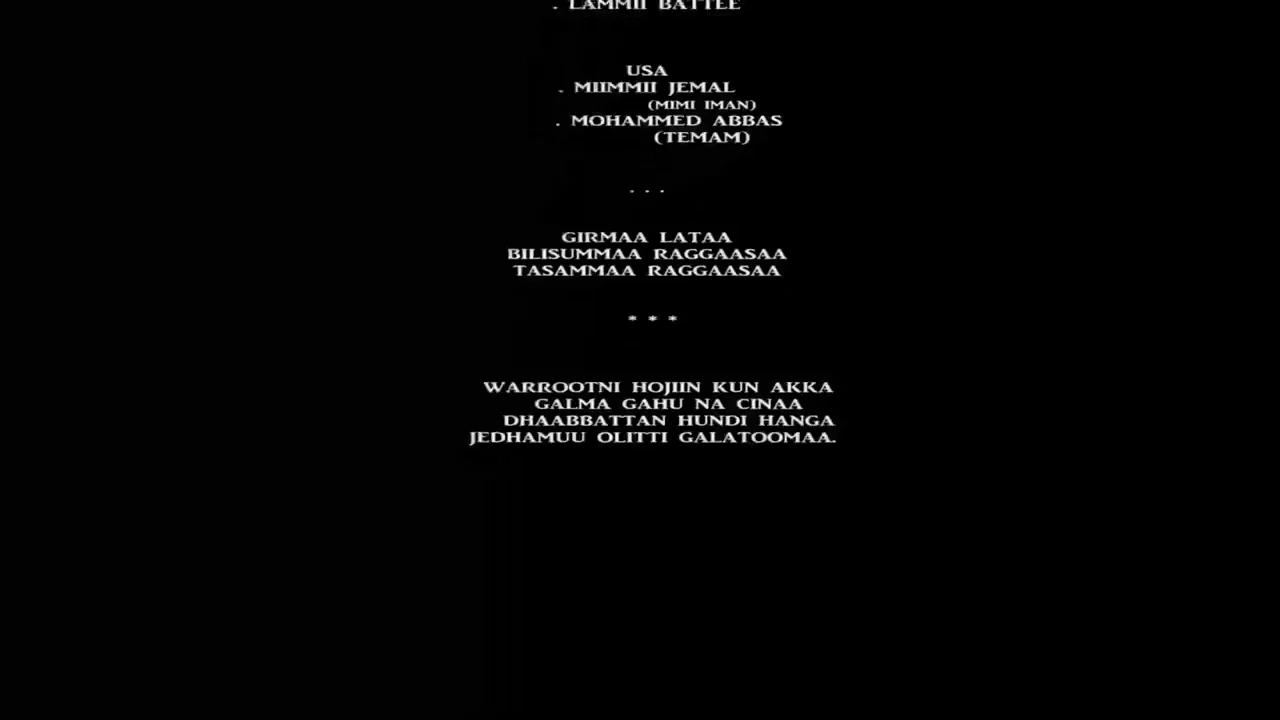 . LAMMII BATTEE
USA
. MIIMMII JEMAL
(MIMI IMAN)
. MOHAMMED ABBAS
(TEMAM)
. . .
GIRMAA LATAA
BILISUMMAA RAGGAASAA
TASAMMAA RAGGAASAA
* * *
WARROOTNI HOJIIN KUN AKKA
GALMA GAHU NA CINAA
DHAABBATTAN HUNDI HANGA
JEDHAMUU OLITTI GALATOOMAA.